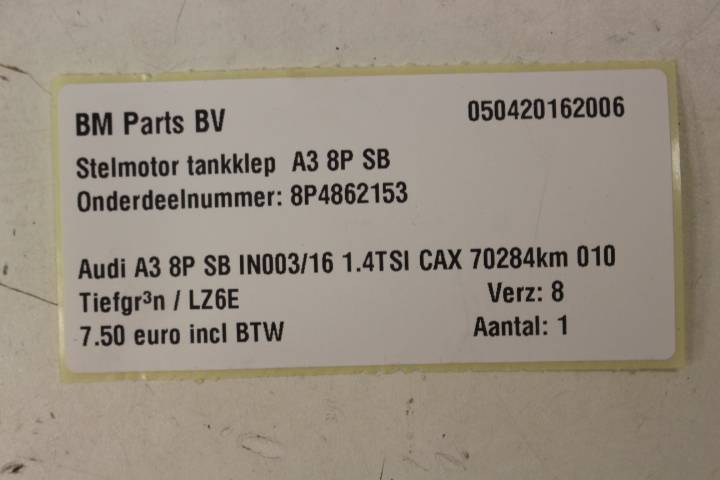 BM Parts BV 050420162006
Stelmotor tankklep A3 8P SB
Onderdeelnummer: 8P4862153
Audi A3 8P SB IN003/16 1.4TSI CAX 70284km 010
Tiefgr³n / LZ6E Verz: 8
7.50 euro incl BTW Aantal: 1